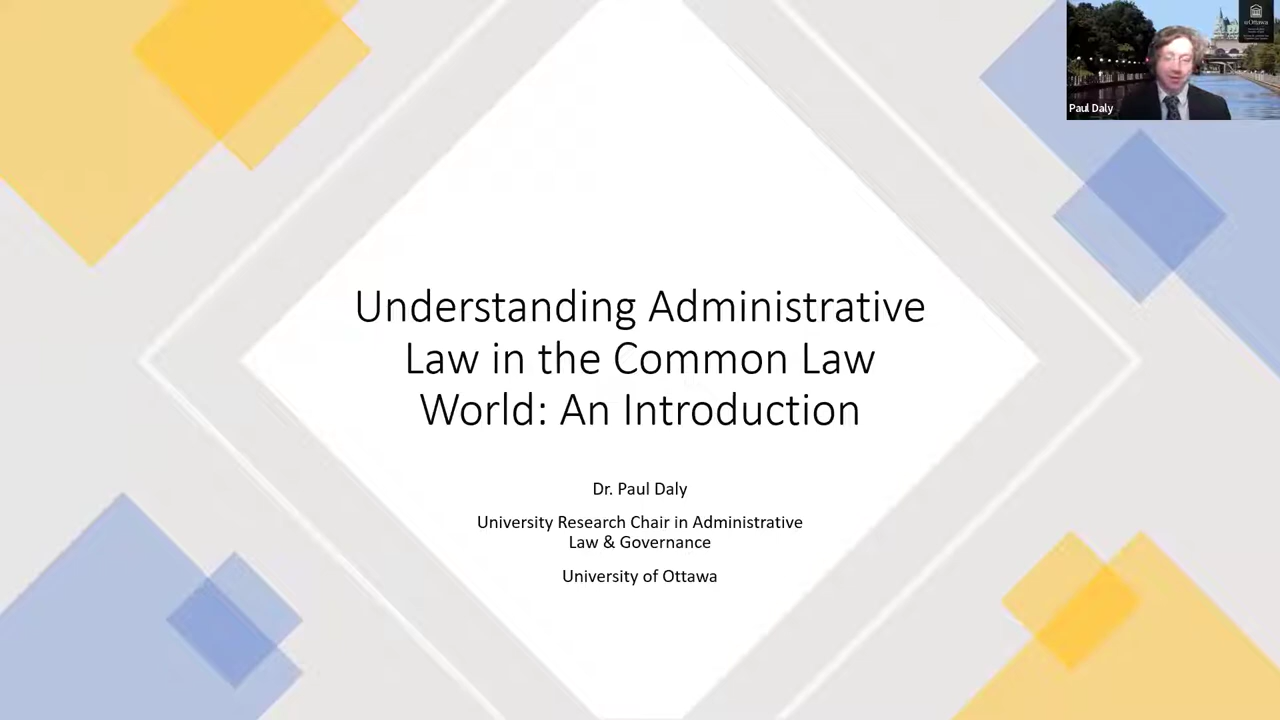 Understanding Administrative
Law in the Common Law
World: An Introduction
Dr. Paul Daly
University Research Chair in Administrative
Law & Governance
University of Ottawa
uOttawa
Paul Daly